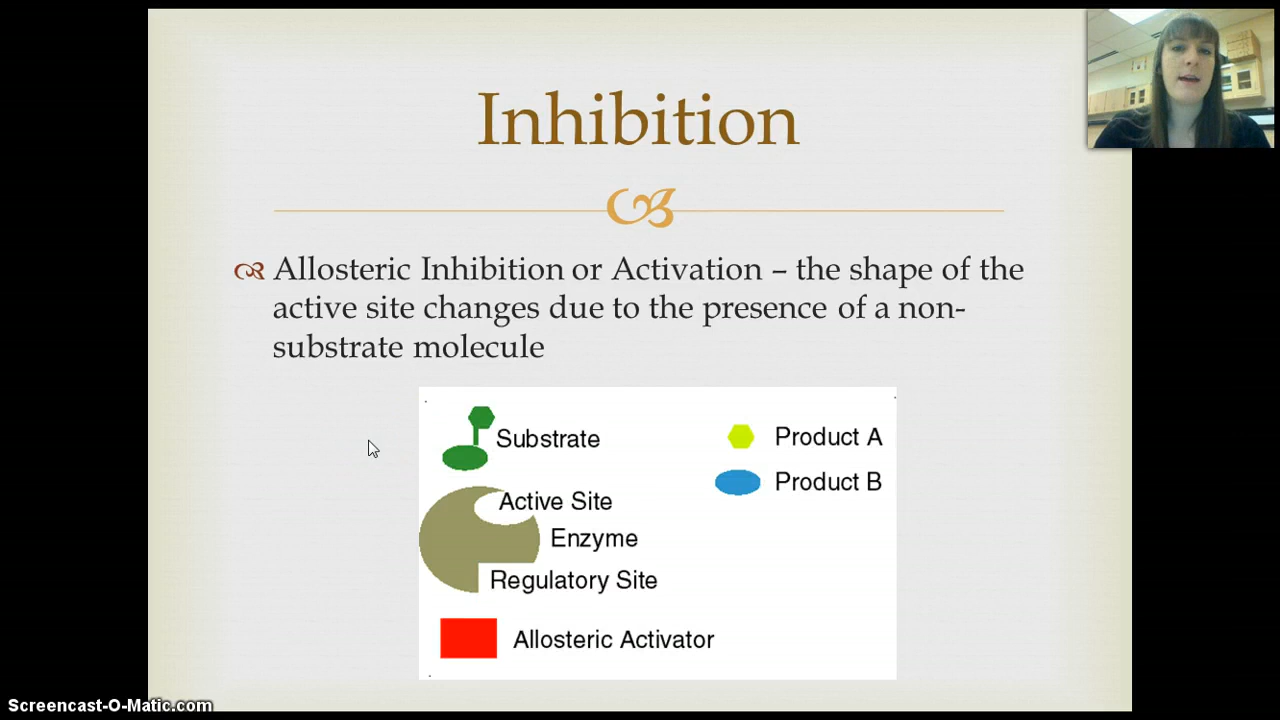 Inhibition
Allosteric Inhibition or Activation – the shape of the
active site changes due to the presence of a non-
substrate molecule
Substrate
Product A
Product B
Active Site
Enzyme
Regulatory Site
Allosteric Activator
Screencast-O-Matic.com